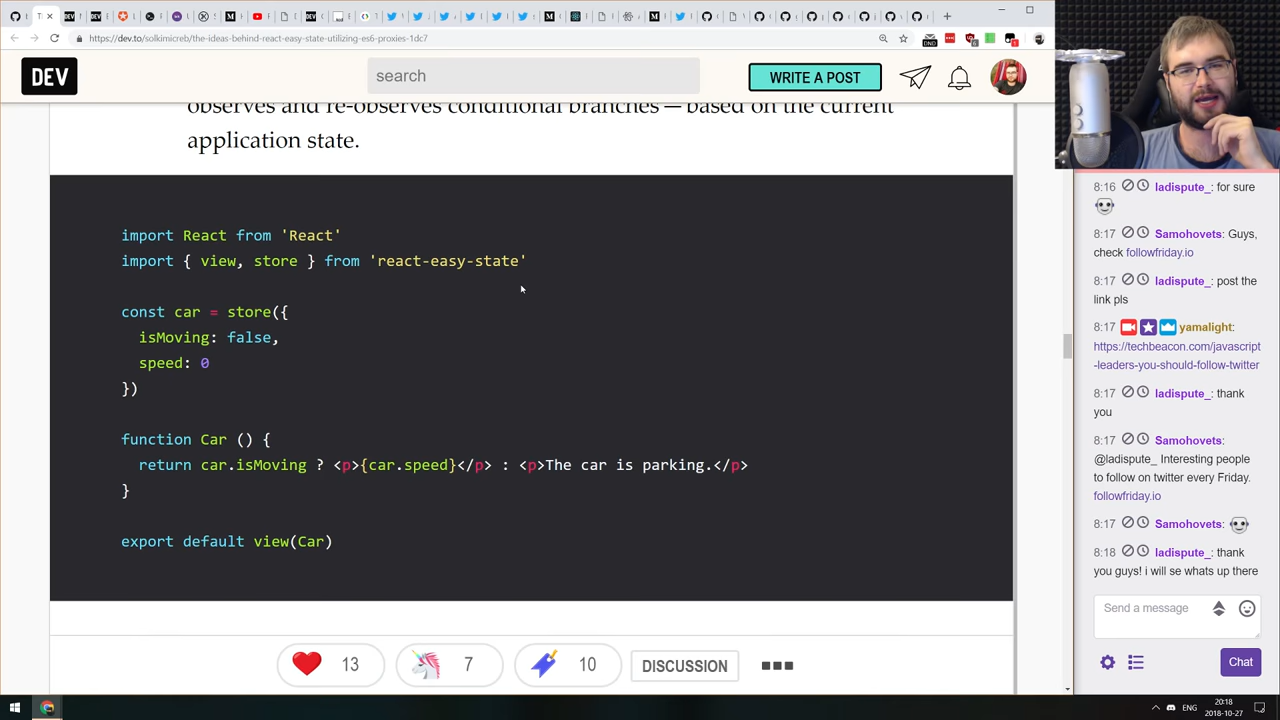 https://dev.to/solkimicreb/the-ideas-behind-react-easy-state-utilizing-es6-proxies-1dc7
DEV
search
WRITE A POST
observes and re-observes conditional branches — based on the current
application state.
import React from 'React'
import { view, store } from 'react-easy-state'
const car = store({
isMoving: false,
speed: 0
})
function Car () {
return car.isMoving ? <p>{car.speed}</p> : <p>The car is parking.</p>
}
export default view(Car)
13
7
10
DISCUSSION
8:16 ladispute_: for sure
8:17 Samohovets: Guys,
check followfriday.io
8:17 ladispute_: post the
link pls
8:17 yamalight:
https://techbeacon.com/javascript
-leaders-you-should-follow-twitter
8:17 ladispute_: thank
you
8:17 Samohovets:
@ladispute_ Interesting people
to follow on twitter every Friday.
followfriday.io
8:17 Samohovets:
8:18 ladispute_: thank
you guys! i will se whats up there
Send a message
Chat
ENG
20:18
2018-10-27